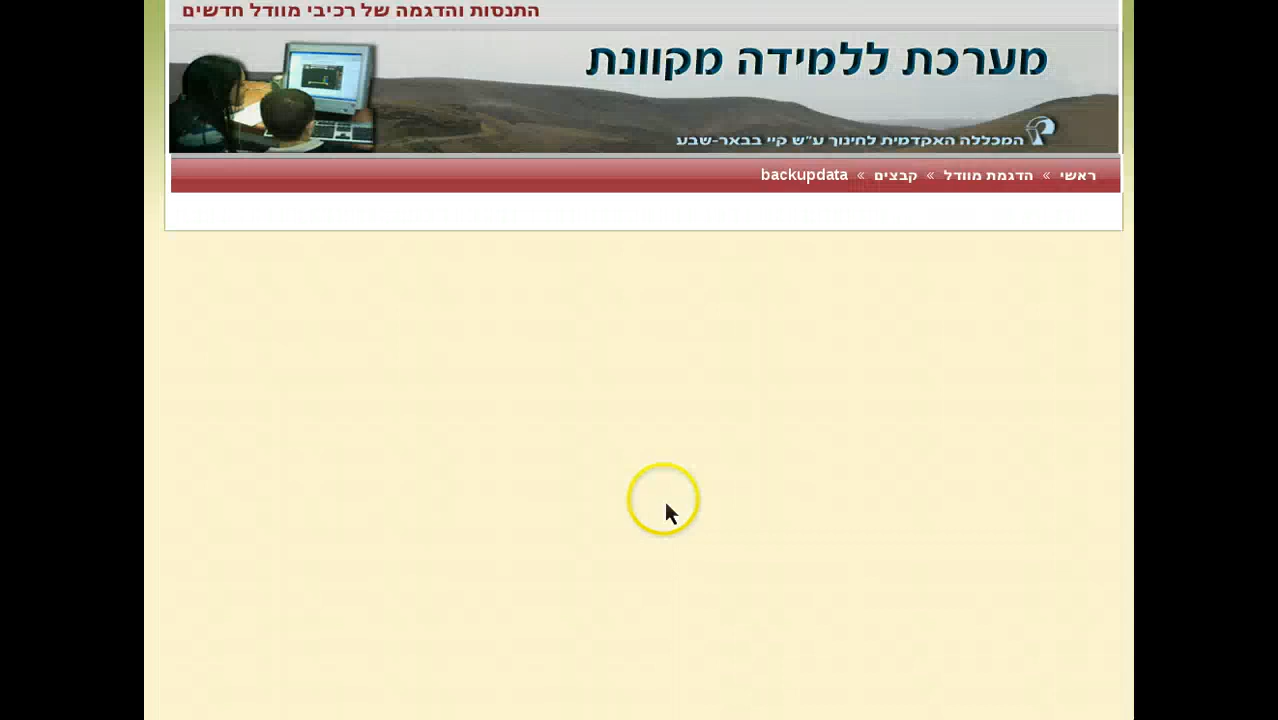 התנסות והדגמה של רכיבי מוודל חדשים
מערכת ללמידה מקוונת
המכללה האקדמית לחינוך ע"ש קיי בבאר-שבע
ראשי » הדגמת מוודל » קבצים » backupdata